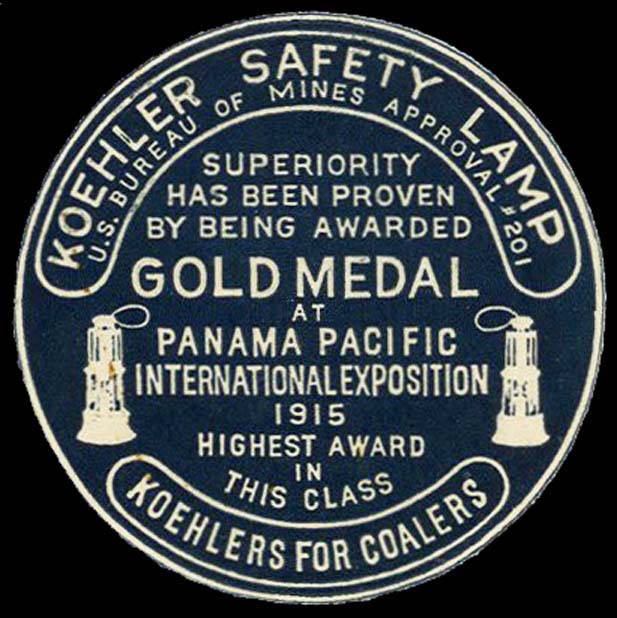 KOEHLER SAFETY LAMP
U.S. BUREAU OF MINES APPROVAL #201
SUPERIORITY
HAS BEEN PROVEN
BY BEING AWARDED
GOLD MEDAL
AT
PANAMA PACIFIC
INTERNATIONAL EXPOSITION
1915
HIGHEST AWARD
IN
THIS CLASS
KOEHLERS FOR COALERS